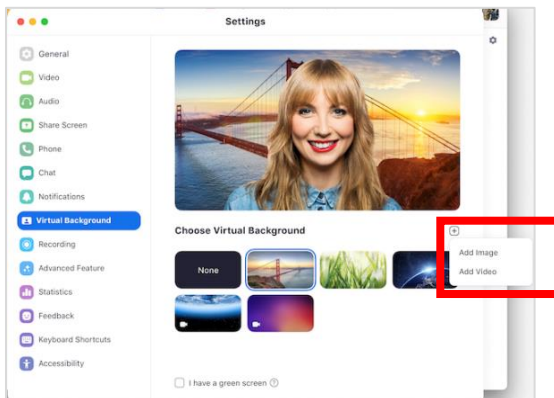 Settings
General
Video
Audio
Share Screen
Phone
Chat
Notifications
Virtual Background
Recording
Advanced Feature
Statistics
Feedback
Keyboard Shortcuts
Accessibility
Choose Virtual Background
Add Image
Add Video
None
I have a green screen